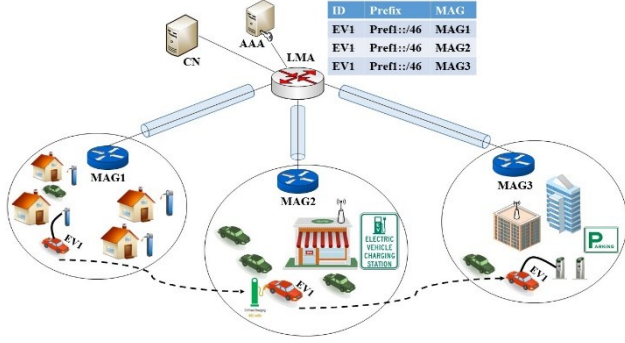 ID Prefix MAG
EV1 Pref1::/46 MAG1
EV1 Pref1::/46 MAG2
EV1 Pref1::/46 MAG3
CN
AAA
LMA
MAG1
MAG2
MAG3
EV1
ELECTRIC
VEHICLE
CHARGING
STATION
EV1
PARKING
EV1